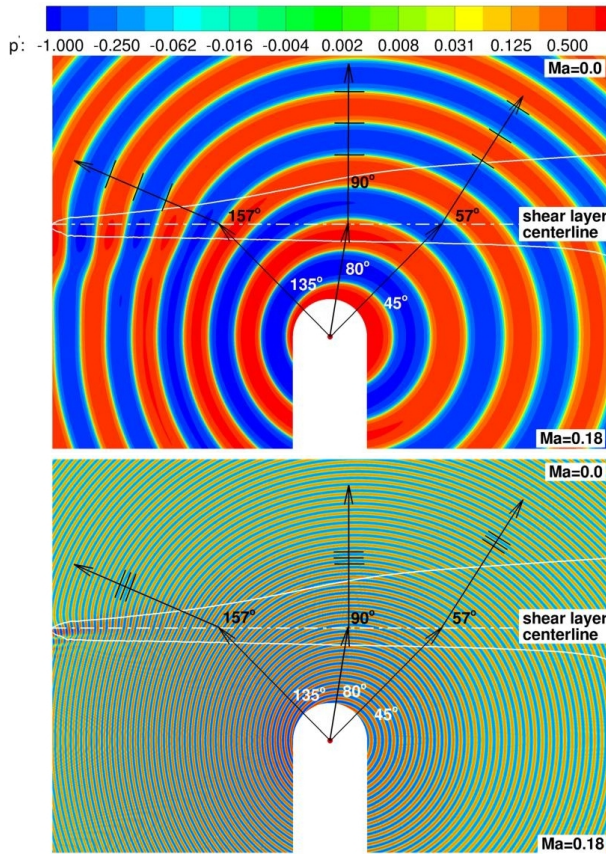 p': -1.000 -0.250 -0.062 -0.016 -0.004 0.002 0.008 0.031 0.125 0.500
Ma=0.0
90°
157° 57° shear layer
centerline
80°
135° 45°
Ma=0.18
Ma=0.0
157° 90° 57° shear layer
centerline
135° 80°
45°
Ma=0.18